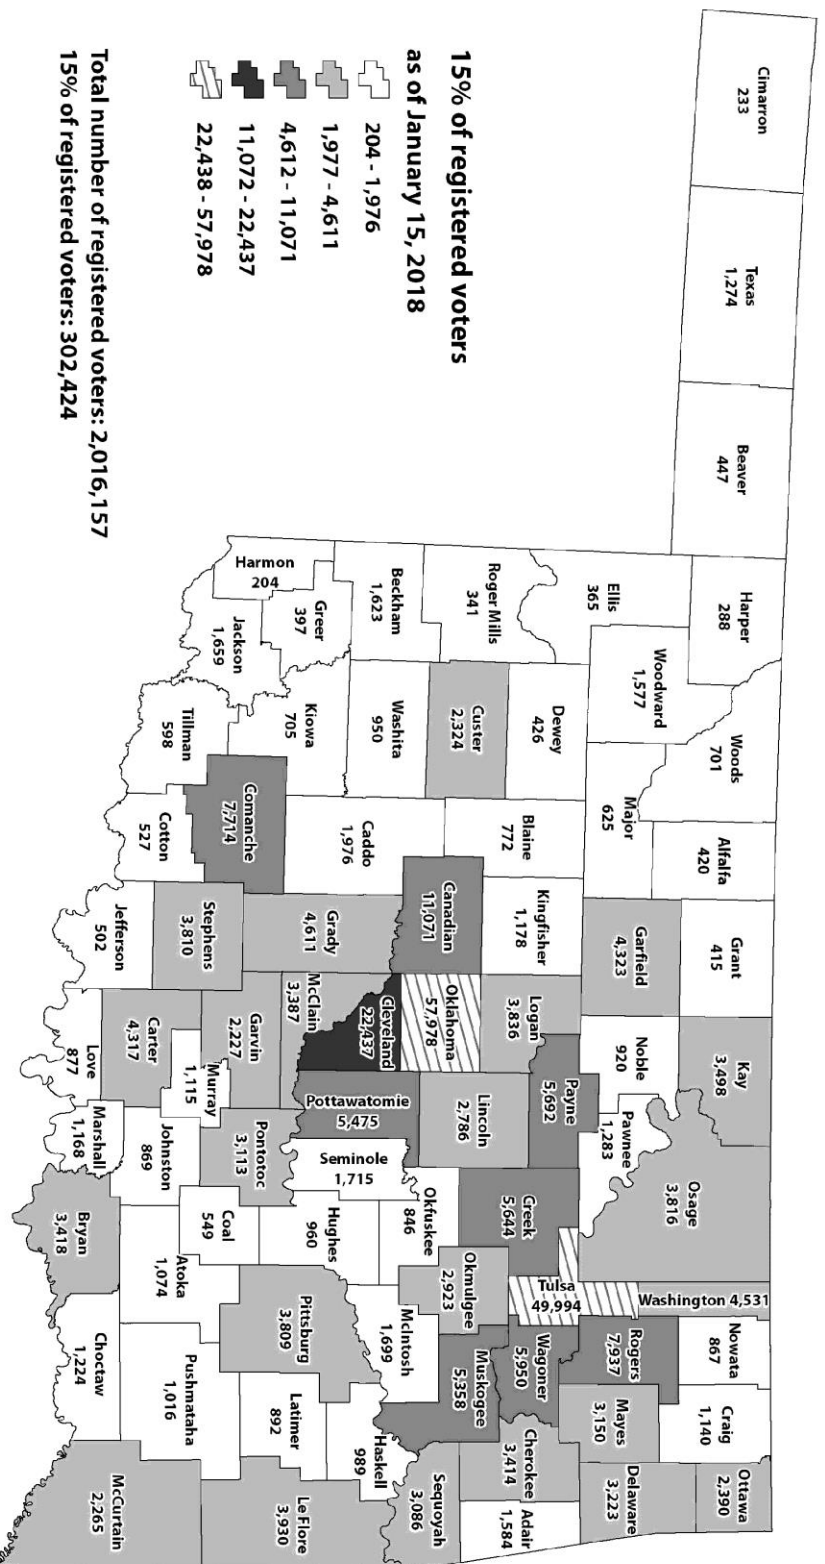 15% of registered voters
as of January 15, 2018
204 - 1,976
1,977 - 4,611
4,612 - 11,071
11,072 - 22,437
22,438 - 57,978
Total number of registered voters: 2,016,157
15% of registered voters: 302,424
Cimarron
233
Texas
1,274
Beaver
447
Harper
288
Woods
701
Alfalfa
420
Grant
415
Kay
3,498
Osage
3,816
Washington 4,531
Nowata
867
Craig
1,140
Ottawa
2,390
Ellis
365
Woodward
1,577
Major
625
Garfield
4,323
Noble
920
Pawnee
1,283
Tulsa
49,994
Rogers
7,937
Mayes
3,150
Delaware
3,223
Roger Mills
341
Dewey
426
Blaine
772
Kingfisher
1,178
Logan
3,836
Payne
5,692
Creek
5,644
Wagoner
5,950
Cherokee
3,414
Adair
1,584
Custer
2,324
Canadian
11,071
Oklahoma
57,978
Lincoln
2,786
Okfuskee
846
Okmulgee
2,923
Muskogee
5,358
Sequoyah
3,086
Beckham
1,623
Washita
950
Caddo
1,976
Grady
4,611
McClain
3,387
Cleveland
22,437
Pottawatomie
5,475
Seminole
1,715
Hughes
960
McIntosh
1,699
Haskell
989
Harmon
204
Greer
397
Jackson
1,659
Kiowa
705
Comanche
7,714
Tillman
598
Cotton
527
Stephens
3,810
Garvin
2,227
Murray
1,115
Pontotoc
3,113
Coal
549
Pittsburg
3,809
Latimer
892
Le Flore
3,930
Jefferson
502
Carter
4,317
Love
877
Johnston
869
Marshall
1,168
Bryan
3,418
Atoka
1,074
Pushmataha
1,016
Choctaw
1,224
McCurtain
2,265